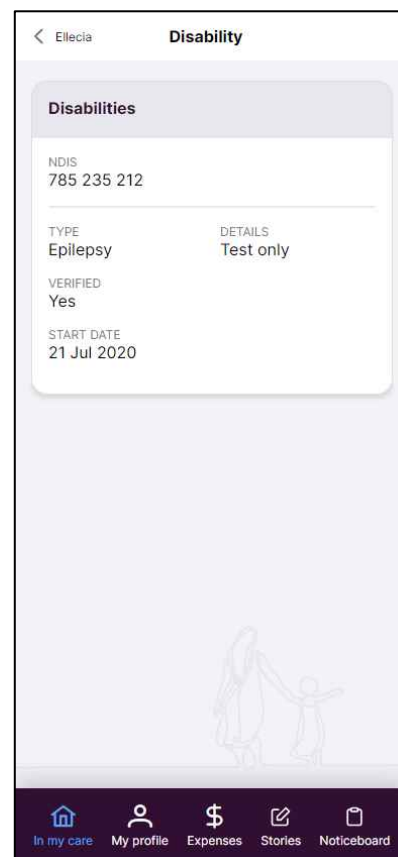 Ellecia Disability
Disabilities
NDIS
785 235 212
TYPE DETAILS
Epilepsy Test only
VERIFIED
Yes
START DATE
21 Jul 2020
In my care My profile Expenses Stories Noticeboard